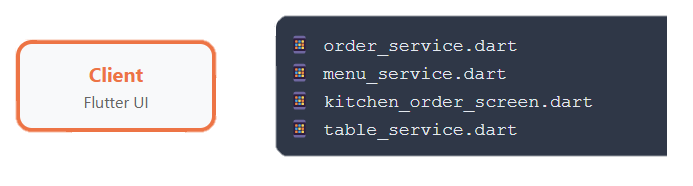 Client
Flutter UI
order_service.dart
menu_service.dart
kitchen_order_screen.dart
table_service.dart